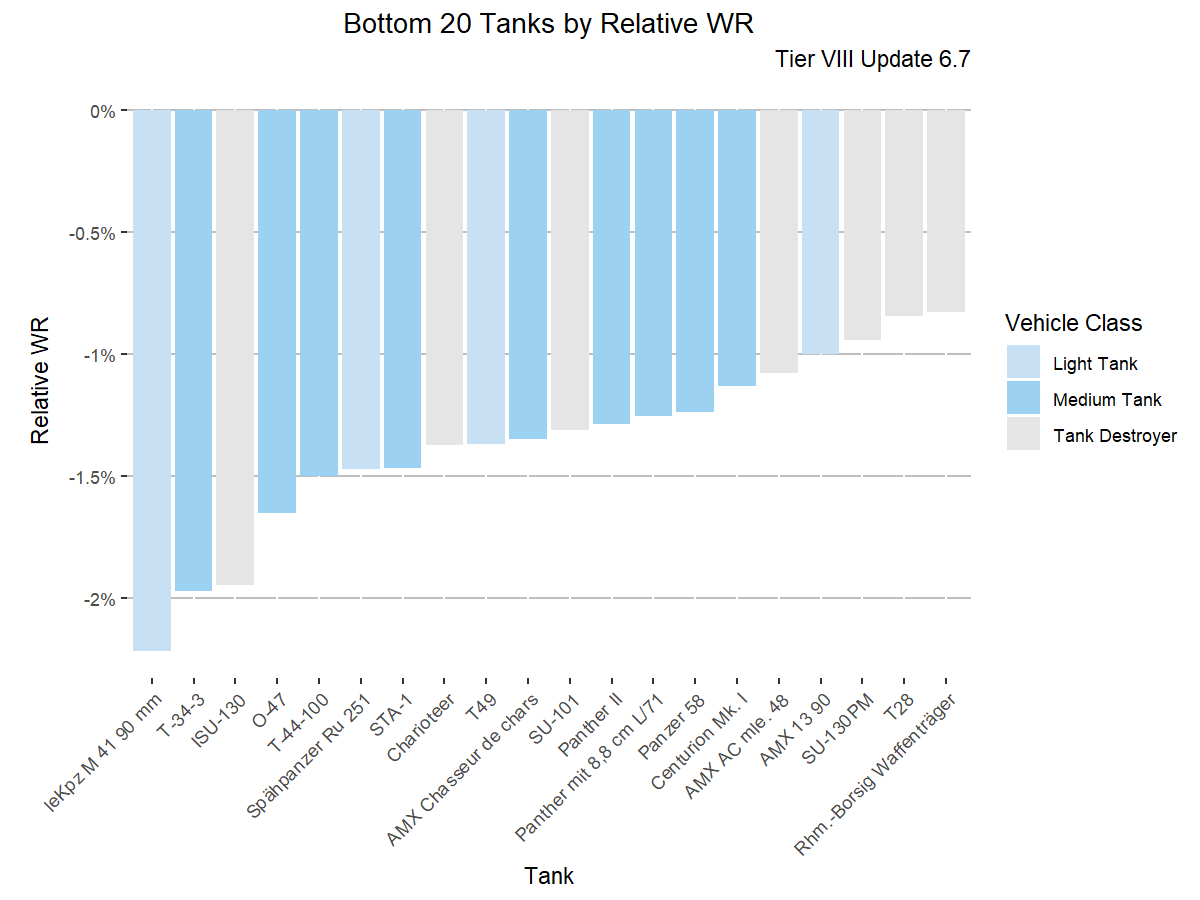 Bottom 20 Tanks by Relative WR
Tier VIII Update 6.7
0%
-0.5%
-1%
-1.5%
-2%
Relative WR
leKpz M 41 90 mm
T-34-3
ISU-130
O-47
T-44-100
Spähpanzer Ru 251
STA-1
Charioteer
T49
AMX Chasseur de chars
SU-101
Panther II
Panther mit 8,8 cm L/71
Panzer 58
Centurion Mk. I
AMX AC mle. 48
AMX 13 90
SU-130PM
T28
Rhm.-Borsig Waffenträger
Tank
Vehicle Class
Light Tank
Medium Tank
Tank Destroyer